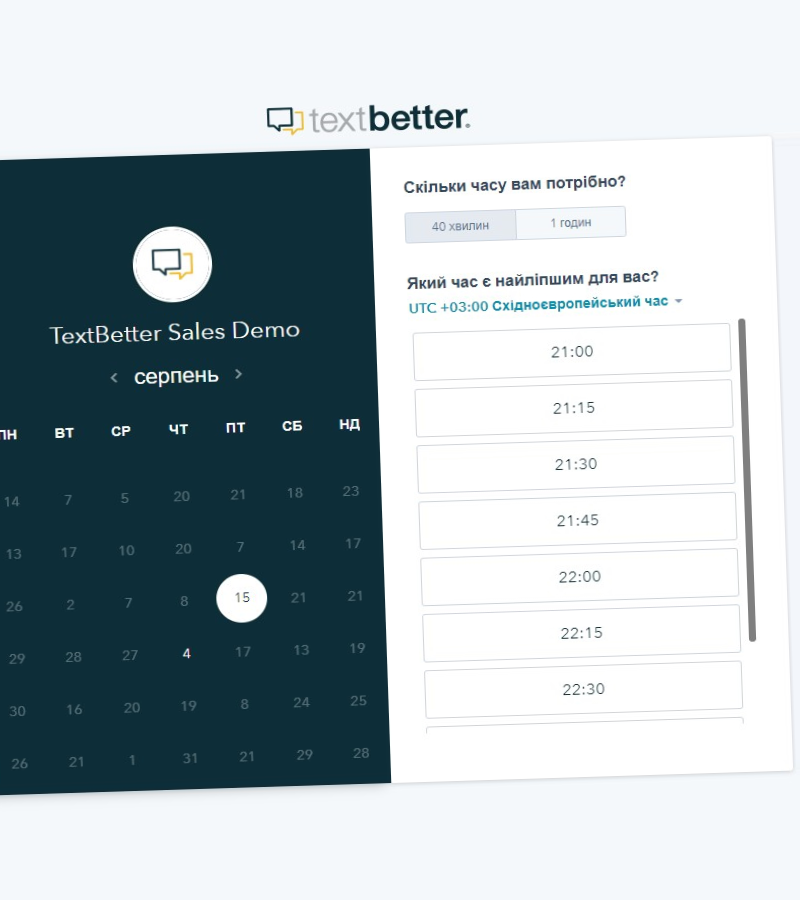 textbetter.
TextBetter Sales Demo
‹ серпень ›
ПН ВТ СР ЧТ ПТ СБ НД
14 7 5 20 21 18 23
13 17 10 20 7 14 17
26 2 7 8 15 21 21
29 28 27 4 17 13 19
30 16 20 19 8 24 25
26 21 1 31 21 29 28
Скільки часу вам потрібно?
40 хвилин 1 годин
Який час є найліпшим для вас?
UTC +03:00 Східноєвропейський час
21:00
21:15
21:30
21:45
22:00
22:15
22:30